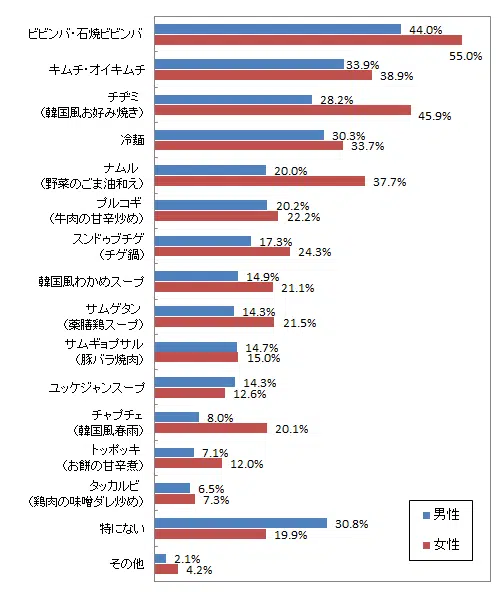 ビビンバ・石焼ビビンバ
44.0%
55.0%
キムチ・オイキムチ
33.9%
38.9%
チヂミ
（韓国風お好み焼き）
28.2%
45.9%
冷麺
30.3%
33.7%
ナムル
（野菜のごま油和え）
20.0%
37.7%
プルコギ
（牛肉の甘辛炒め）
20.2%
22.2%
スンドゥブチゲ
（チゲ鍋）
17.3%
24.3%
韓国風わかめスープ
14.9%
21.1%
サムゲタン
（薬膳鶏スープ）
14.3%
21.5%
サムギョプサル
（豚バラ焼肉）
14.7%
15.0%
ユッケジャンスープ
14.3%
12.6%
チャプチェ
（韓国風春雨）
8.0%
20.1%
トッポッキ
（お餅の甘辛煮）
7.1%
12.0%
タッカルビ
（鶏肉の味噌ダレ炒め）
6.5%
7.3%
特にない
30.8%
19.9%
その他
2.1%
4.2%
男性
女性